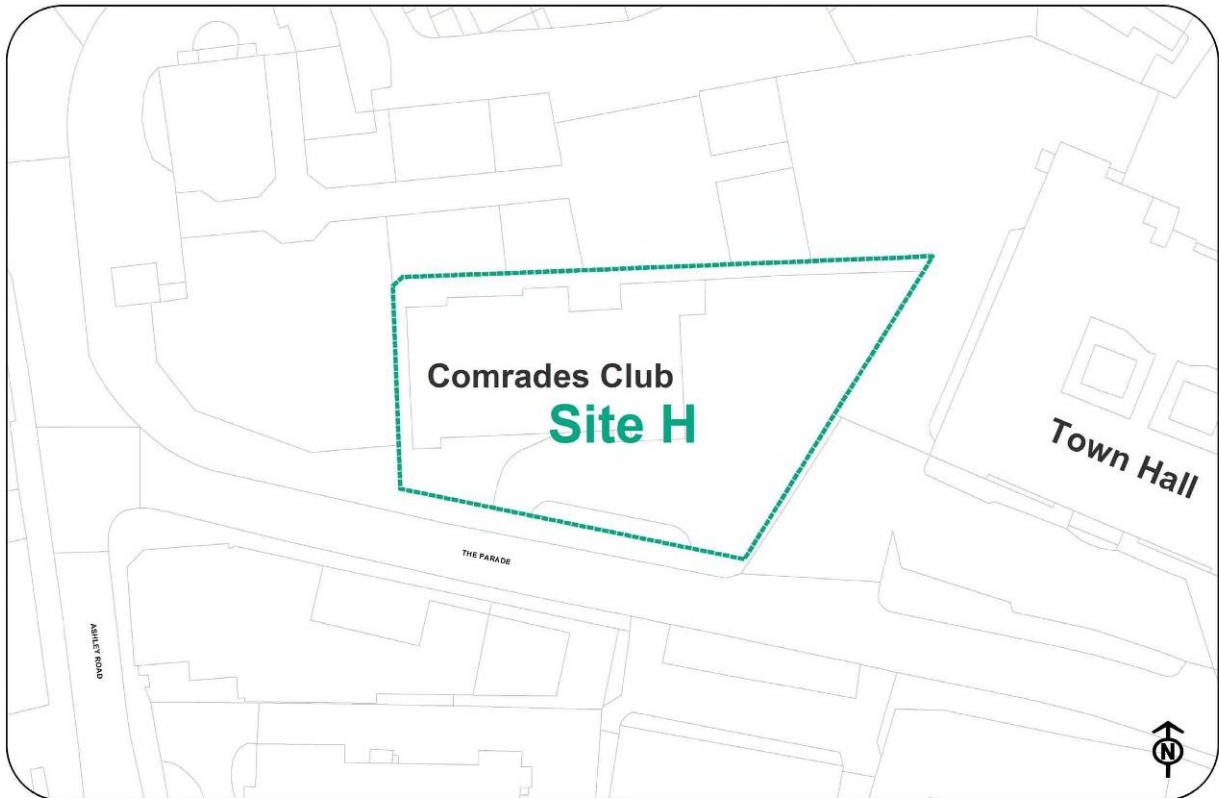 Comrades Club
Site H
Town Hall
THE PARADE
ASHLEY ROAD
N